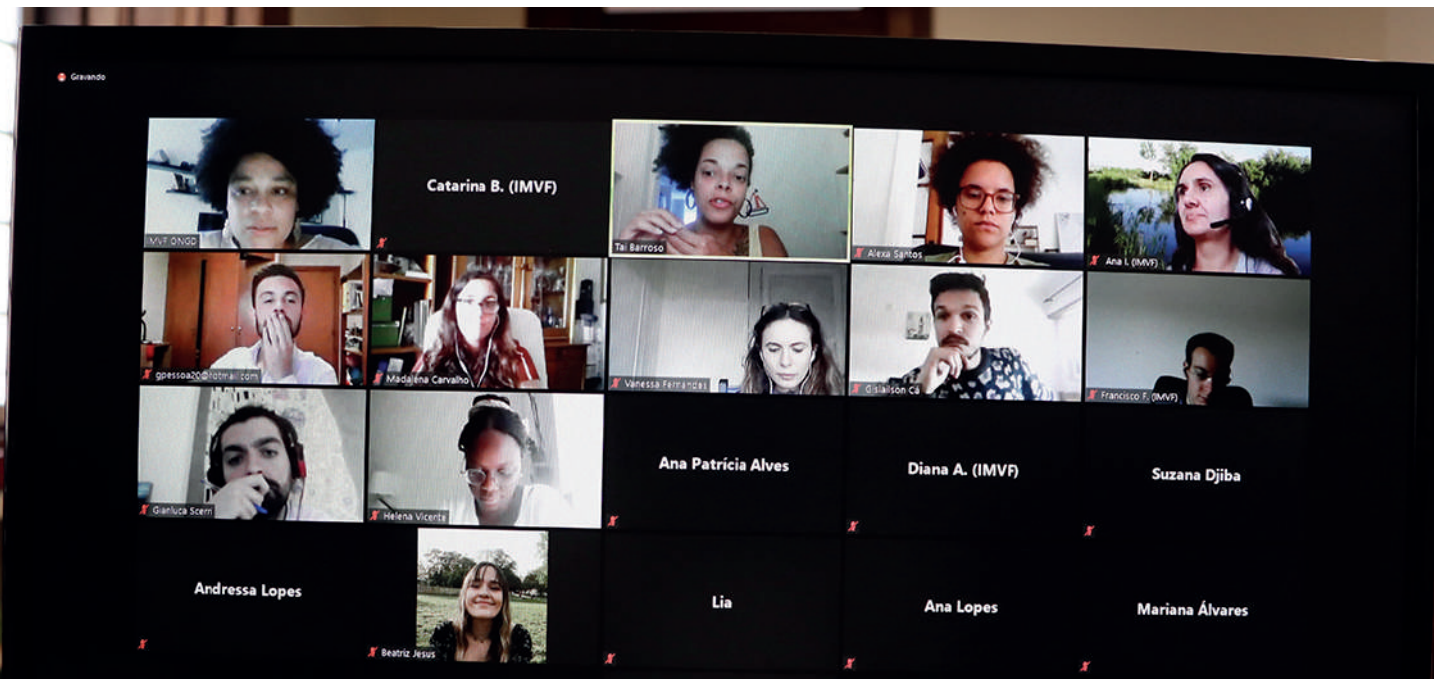 Gravando
IMVF ONGD
Catarina B. (IMVF)
Tai Barroso
Alexa Santos
Ana I. (IMVF)
gpessoa20@hotmail.com
Madalena Carvalho
Vanessa Fernandes
Gislailson Cá
Francisco F. (IMVF)
Gianluca Scerri
Helena Vicente
Ana Patrícia Alves
Diana A. (IMVF)
Suzana Djiba
Andressa Lopes
Beatriz Jesus
Lia
Ana Lopes
Mariana Álvares